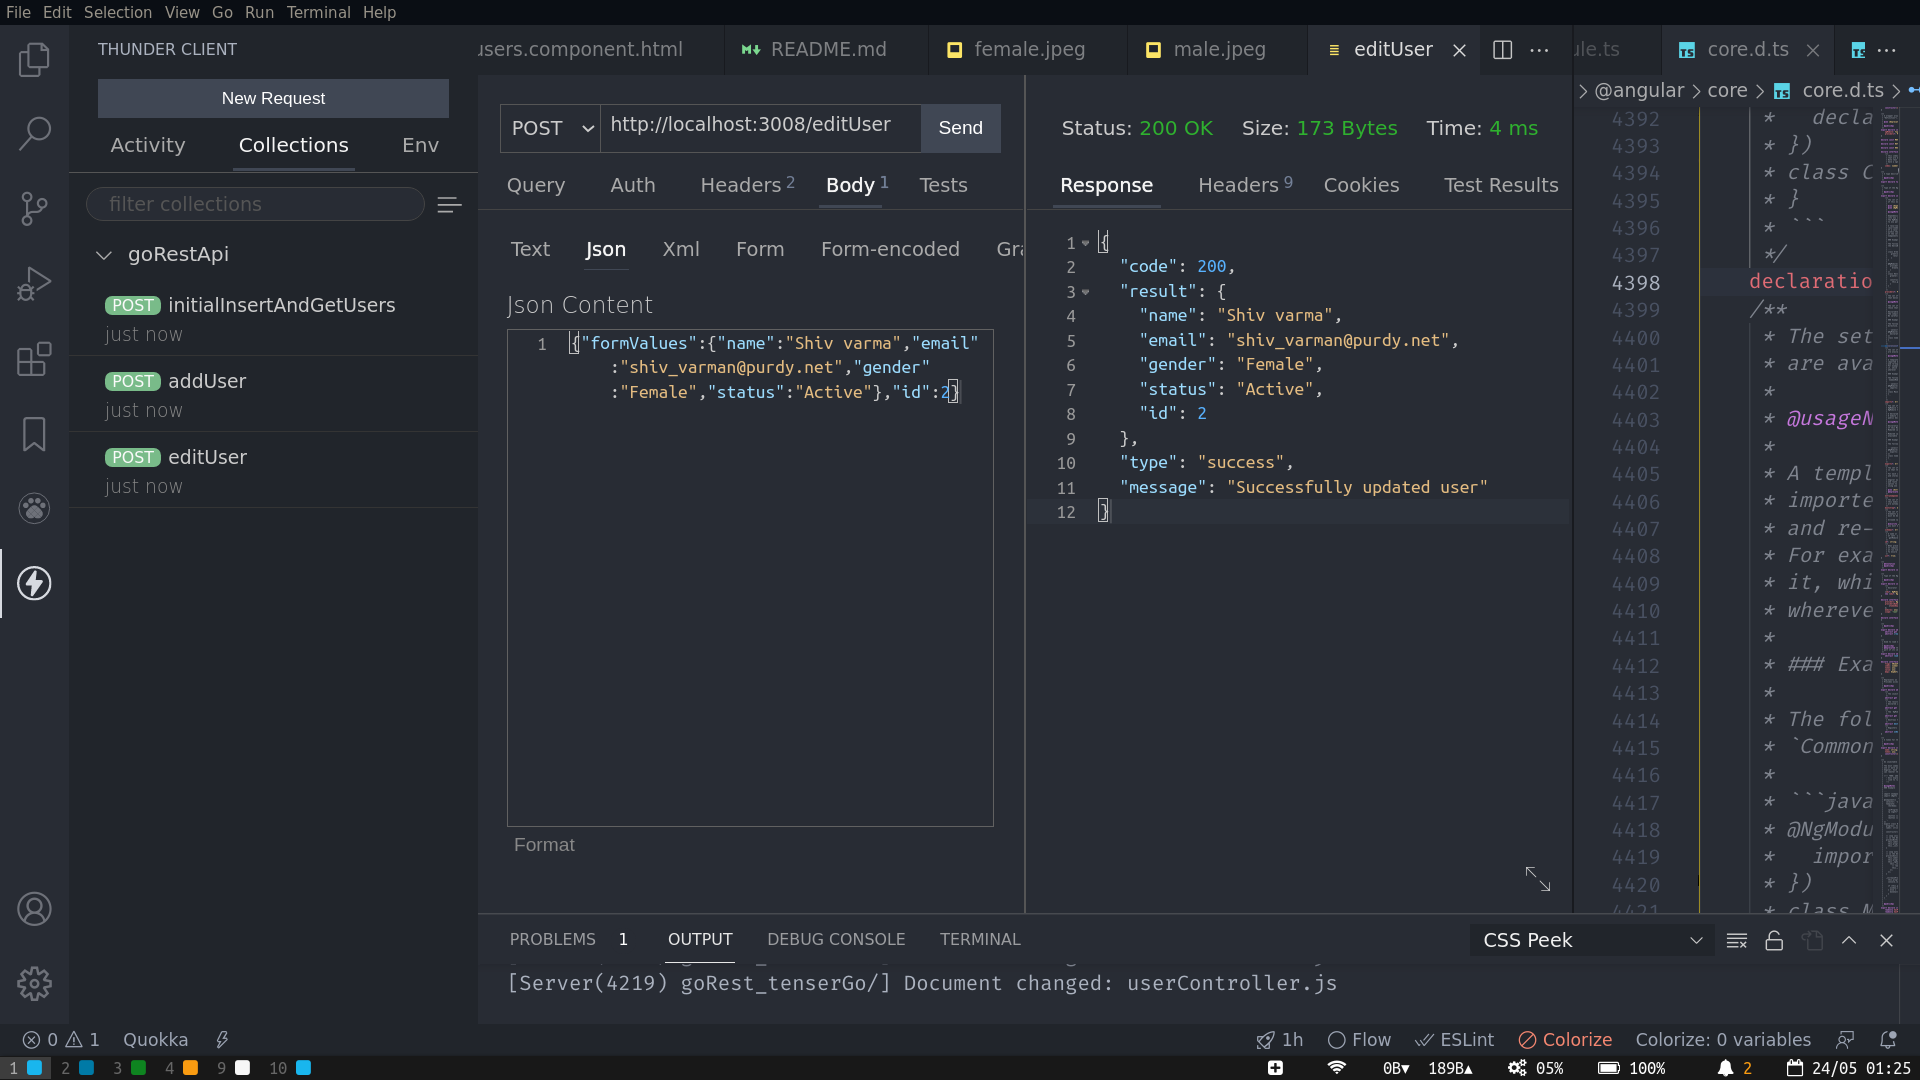 File Edit Selection View Go Run Terminal Help
THUNDER CLIENT
New Request
Activity Collections Env
filter collections
goRestApi
POST initialInsertAndGetUsers
just now
POST addUser
just now
POST editUser
just now
users.component.html README.md female.jpeg male.jpeg editUser
POST http://localhost:3008/editUser Send
Query Auth Headers 2 Body 1 Tests
Text Json Xml Form Form-encoded Gra
Json Content
1 {"formValues":{"name":"Shiv varma","email"
:"shiv_varman@purdy.net","gender"
:"Female","status":"Active"},"id":2}
Format
Status: 200 OK Size: 173 Bytes Time: 4 ms
Response Headers 9 Cookies Test Results
1 {
2 "code": 200,
3 "result": {
4 "name": "Shiv varma",
5 "email": "shiv_varman@purdy.net",
6 "gender": "Female",
7 "status": "Active",
8 "id": 2
9 },
10 "type": "success",
11 "message": "Successfully updated user"
12 }
ule.ts TS core.d.ts TS
@angular core TS core.d.ts
4392 * decla
4393 * })
4394 * class C
4395 * }
4396 * ```
4397 */
4398 declaratio
4399 /**
4400 * The set
4401 * are ava
4402 *
4403 * @usageN
4404 *
4405 * A templ
4406 * importe
4407 * and re-
4408 * For exa
4409 * it, whi
4410 * whereve
4411 *
4412 * ### Exa
4413 *
4414 * The fol
4415 * `Common
4416 *
4417 * ```java
4418 * @NgModu
4419 * impor
4420 * })
4421 * class M
PROBLEMS 1 OUTPUT DEBUG CONSOLE TERMINAL
CSS Peek
[Server(4219) goRest_tenserGo/] Document changed: userController.js
0 1 Quokka
1h Flow ESLint Colorize Colorize: 0 variables
1 2 3 4 9 10
0B▾ 189B▴ 05% 100% 2 24/05 01:25